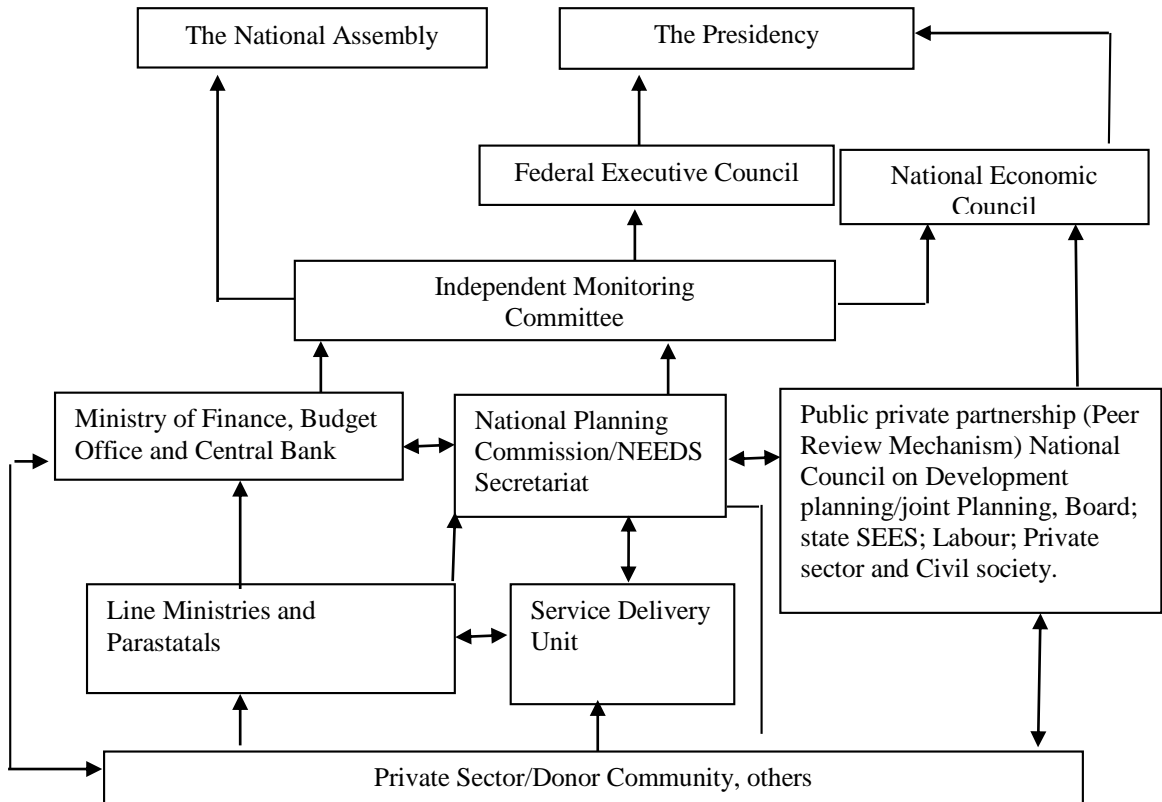 The National Assembly
The Presidency
Federal Executive Council
National Economic
Council
Independent Monitoring
Committee
Ministry of Finance, Budget
Office and Central Bank
National Planning
Commission/NEEDS
Secretariat
Public private partnership (Peer
Review Mechanism) National
Council on Development
planning/joint Planning, Board;
state SEES; Labour; Private
sector and Civil society.
Line Ministries and
Parastatals
Service Delivery
Unit
Private Sector/Donor Community, others